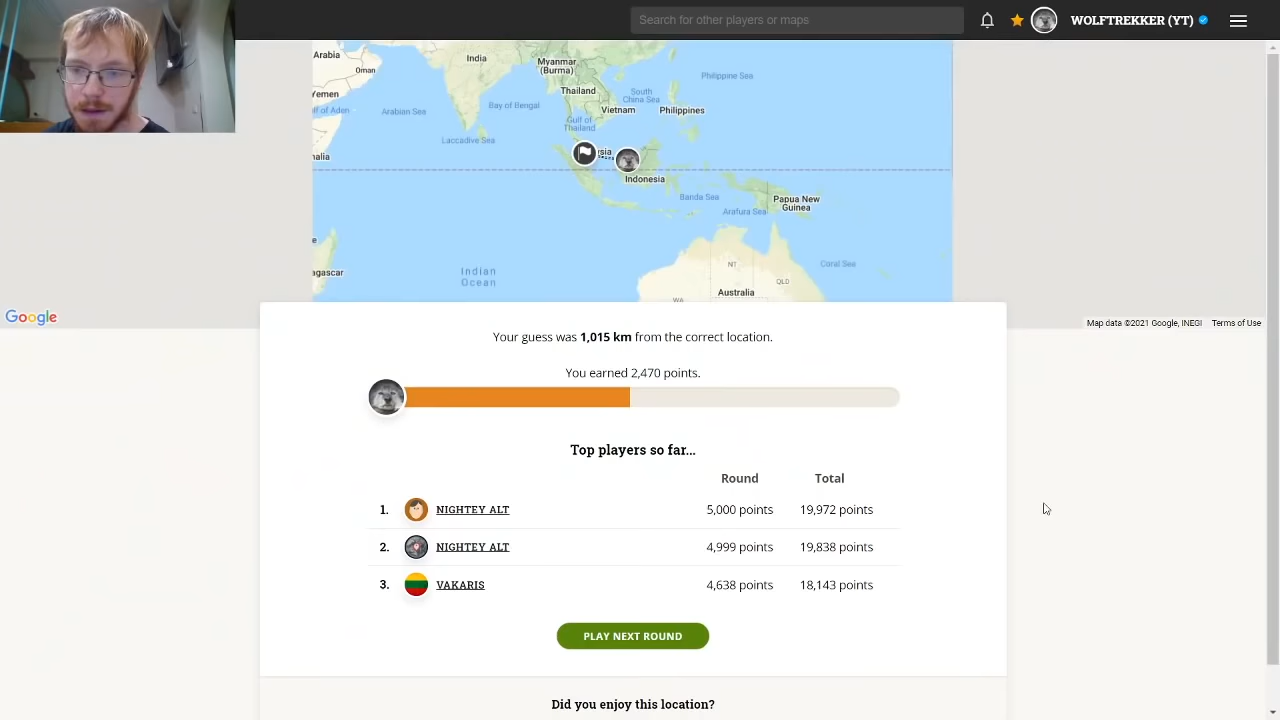 Search for other players or maps
WOLFTREKKER (YT)
Arabia
Oman
India
Myanmar
(Burma)
Philippine Sea
Yemen
Arabian Sea
Bay of Bengal
Thailand
South
China Sea
Vietnam
Philippines
Gulf of
Thailand
Laccadive Sea
Indonesia
Banda Sea
Papua New
Guinea
Arafura Sea
Indian
Ocean
NT
Coral Sea
QLD
Australia
WA
Google
Map data ©2021 Google, INEGI
Terms of Use
Your guess was 1,015 km from the correct location.
You earned 2,470 points.
Top players so far...
Round Total
1. NIGHTEY ALT 5,000 points 19,972 points
2. NIGHTEY ALT 4,999 points 19,838 points
3. VAKARIS 4,638 points 18,143 points
PLAY NEXT ROUND
Did you enjoy this location?